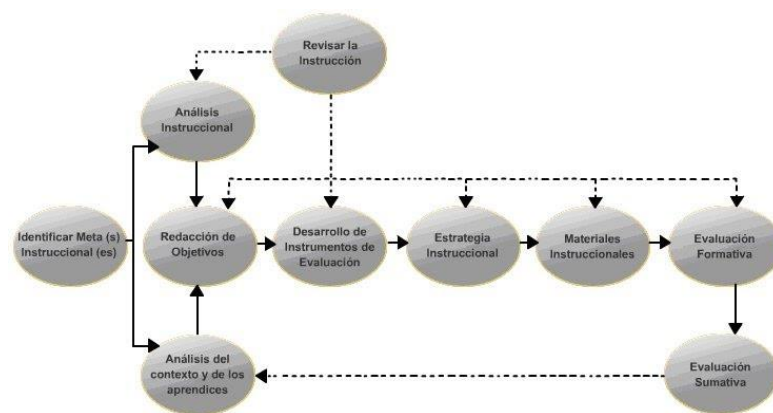 Revisar la
Instrucción
Análisis
Instruccional
Identificar Meta (s)
Instruccional (es)
Redacción de
Objetivos
Desarrollo de
Instrumentos de
Evaluación
Estrategia
Instruccional
Materiales
Instruccionales
Evaluación
Formativa
Análisis del
contexto y de los
aprendices
Evaluación
Sumativa